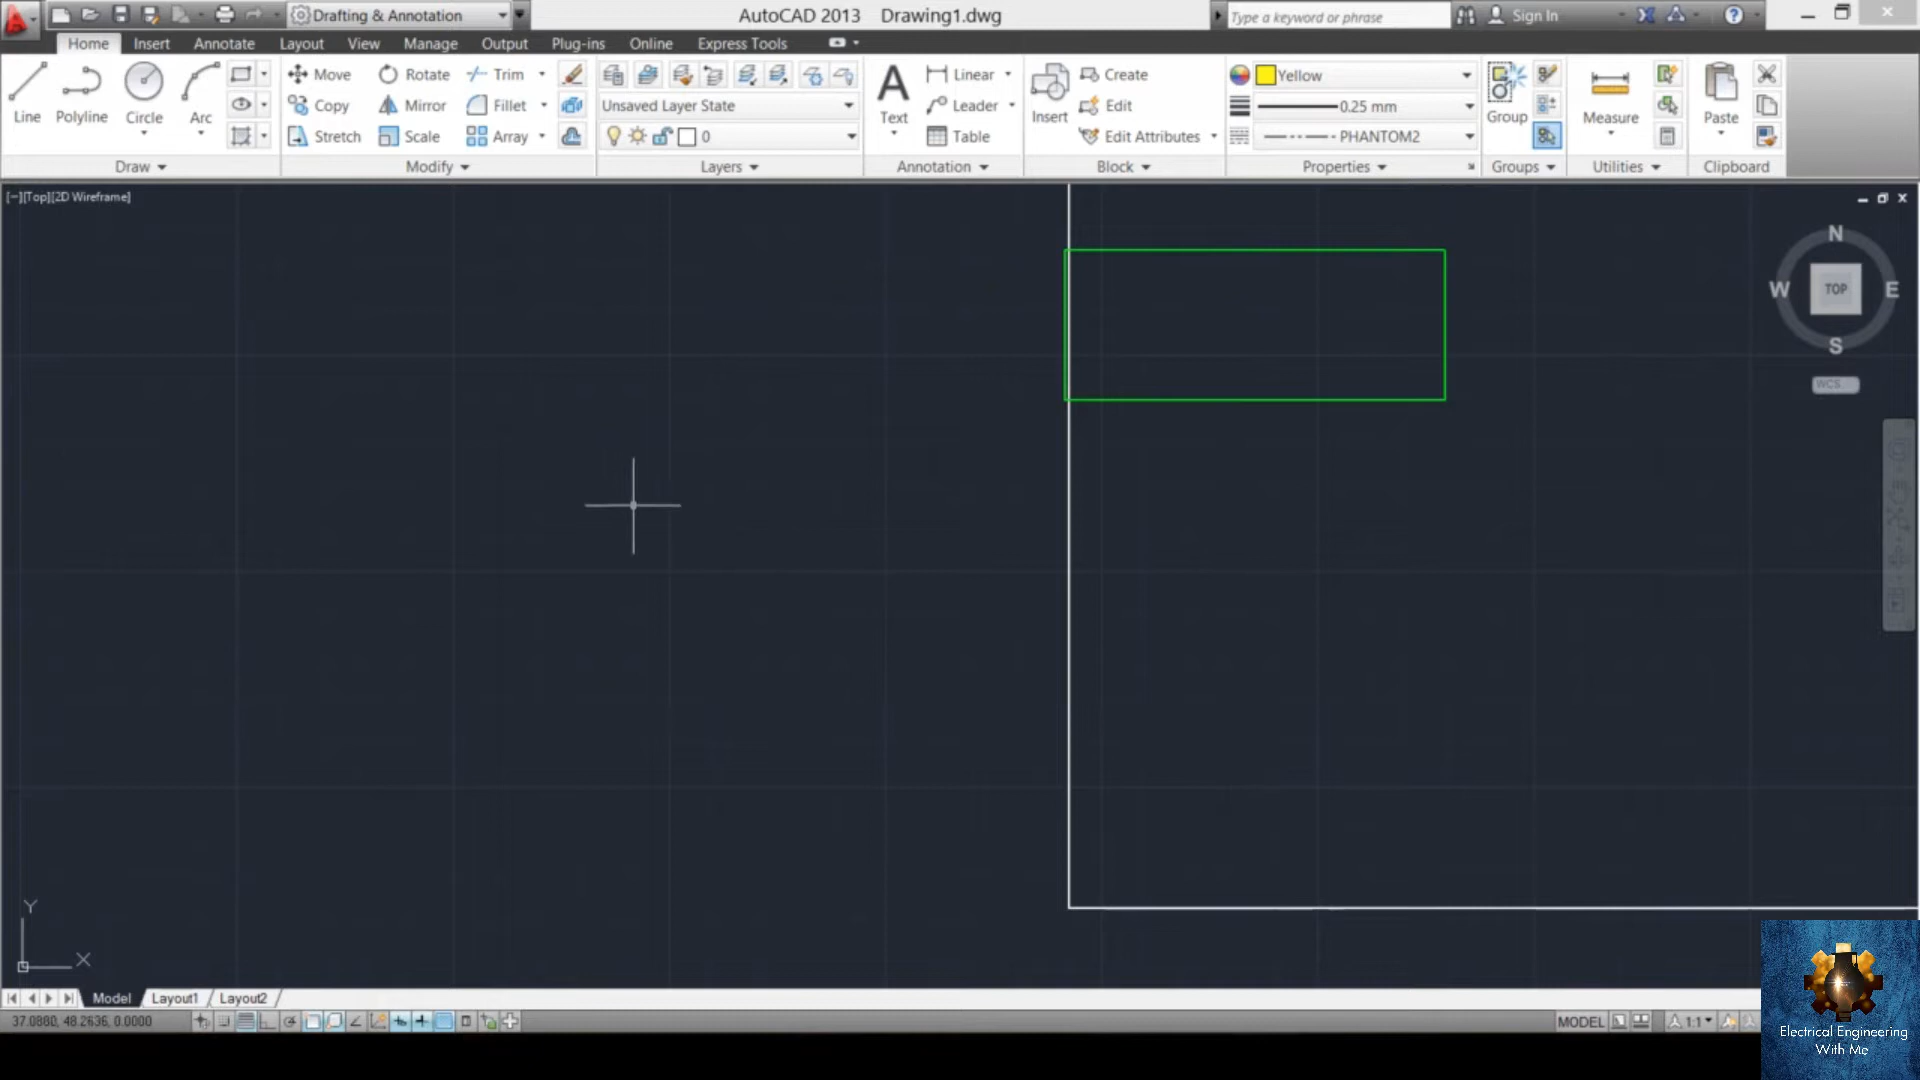 Drafting & Annotation
AutoCAD 2013 Drawing1.dwg
Type a keyword or phrase
Sign In
Home Insert Annotate Layout View Manage Output Plug-ins Online Express Tools
Line
Polyline
Circle
Arc
Move Rotate Trim
Copy Mirror Fillet
Stretch Scale Array
Unsaved Layer State
0
Text
Linear
Leader
Table
Insert
Create
Edit
Edit Attributes
Yellow
0.25 mm
PHANTOM2
Group
Measure
Paste
Draw Modify Layers Annotation Block Properties Groups Utilities Clipboard
[−][Top][2D Wireframe]
N
W TOP E
S
WCS
Y
X
Model Layout1 Layout2
37.0880, 48.2636, 0.0000
MODEL
1:1
Electrical Engineering
With Me